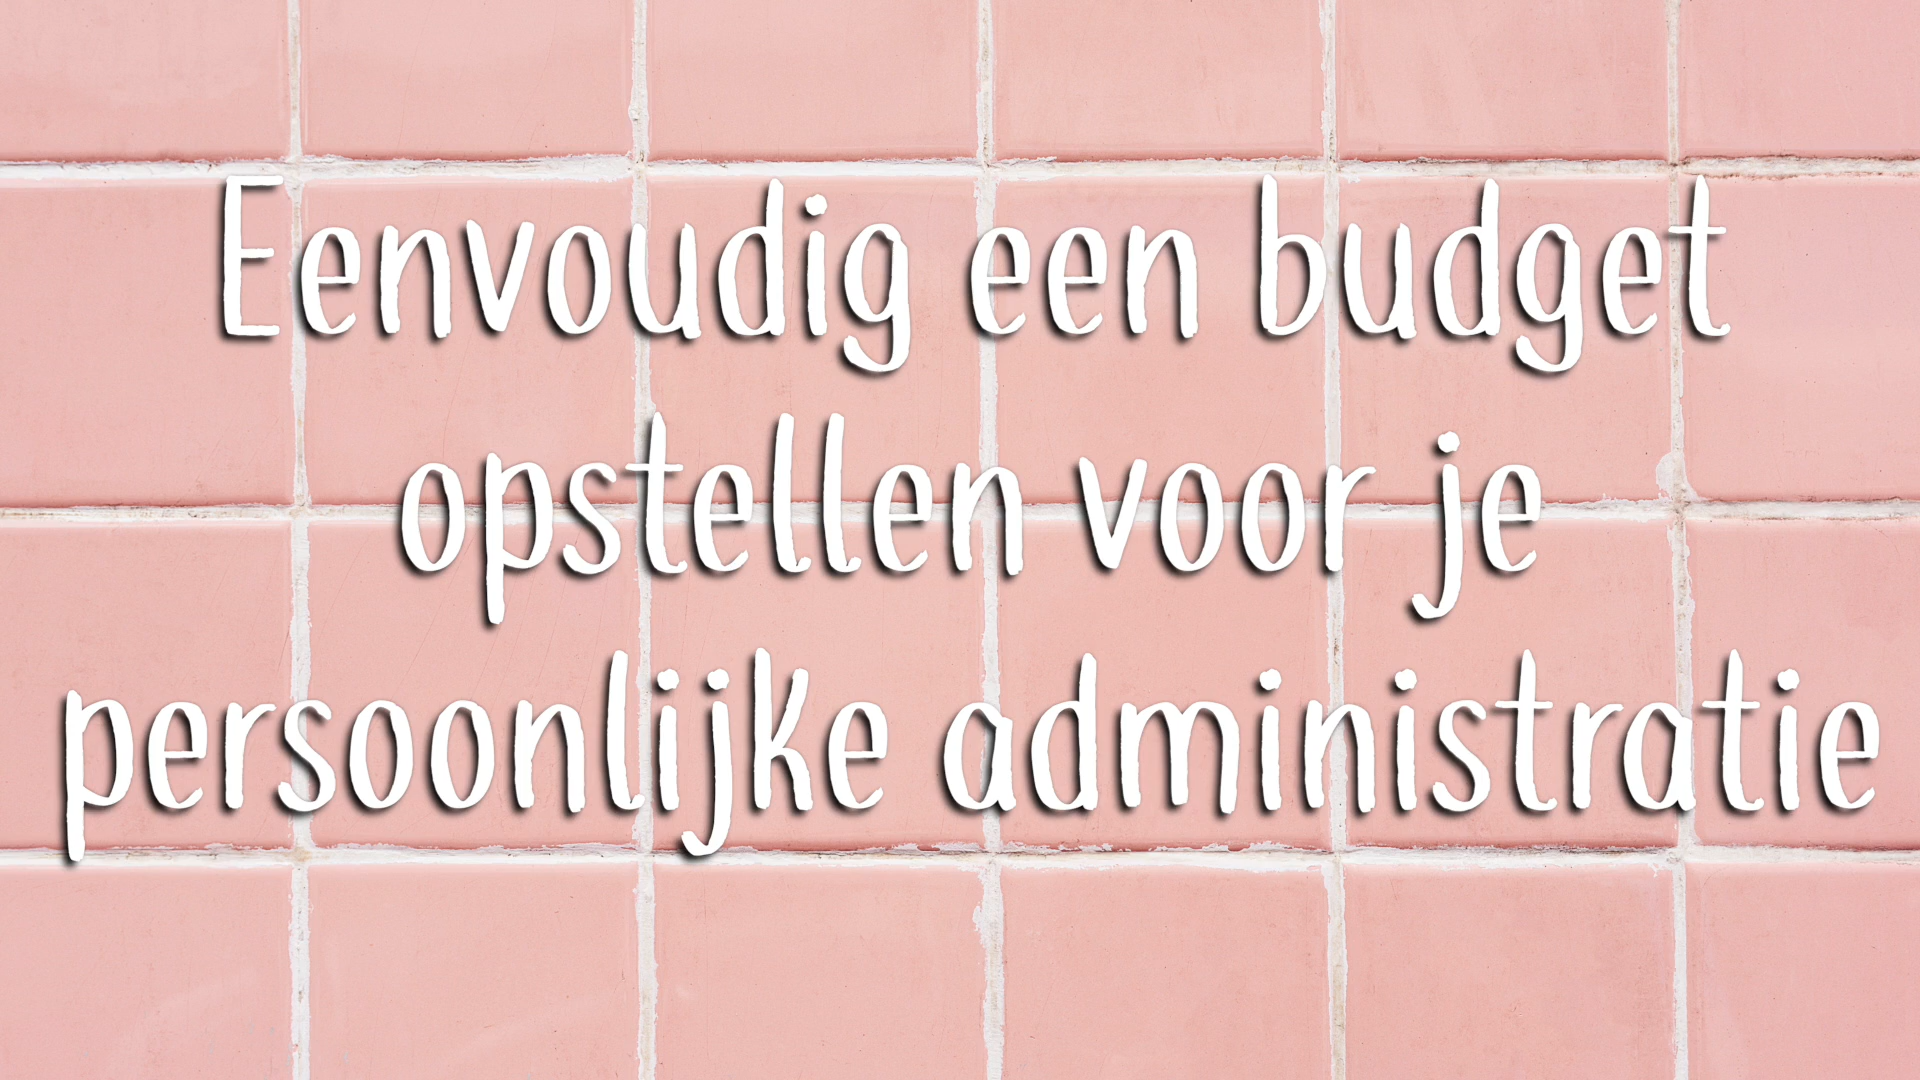 Eenvoudig een budget
opstellen voor je
persoonlijke administratie